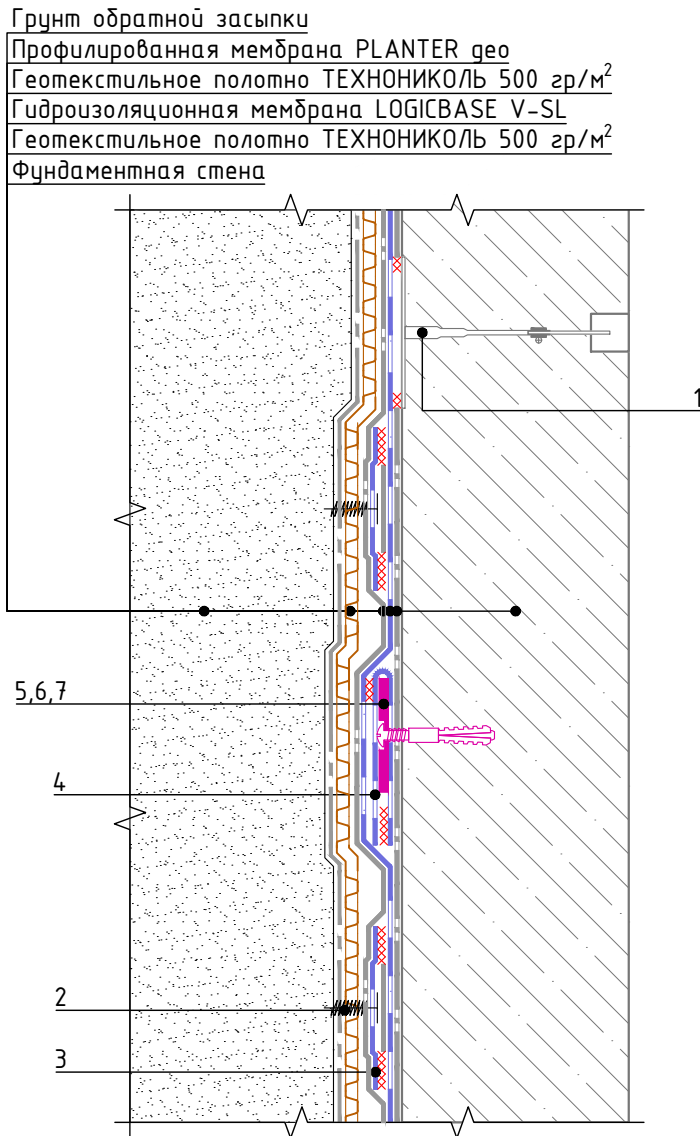 Грунт обратной засыпки
Профилированная мембрана PLANTER geo
Геотекстильное полотно ТЕХНОНИКОЛЬ 500 гр/м²
Гидроизоляционная мембрана LOGICBASE V-SL
Геотекстильное полотно ТЕХНОНИКОЛЬ 500 гр/м²
Фундаментная стена
1
5,6,7
4
2
3